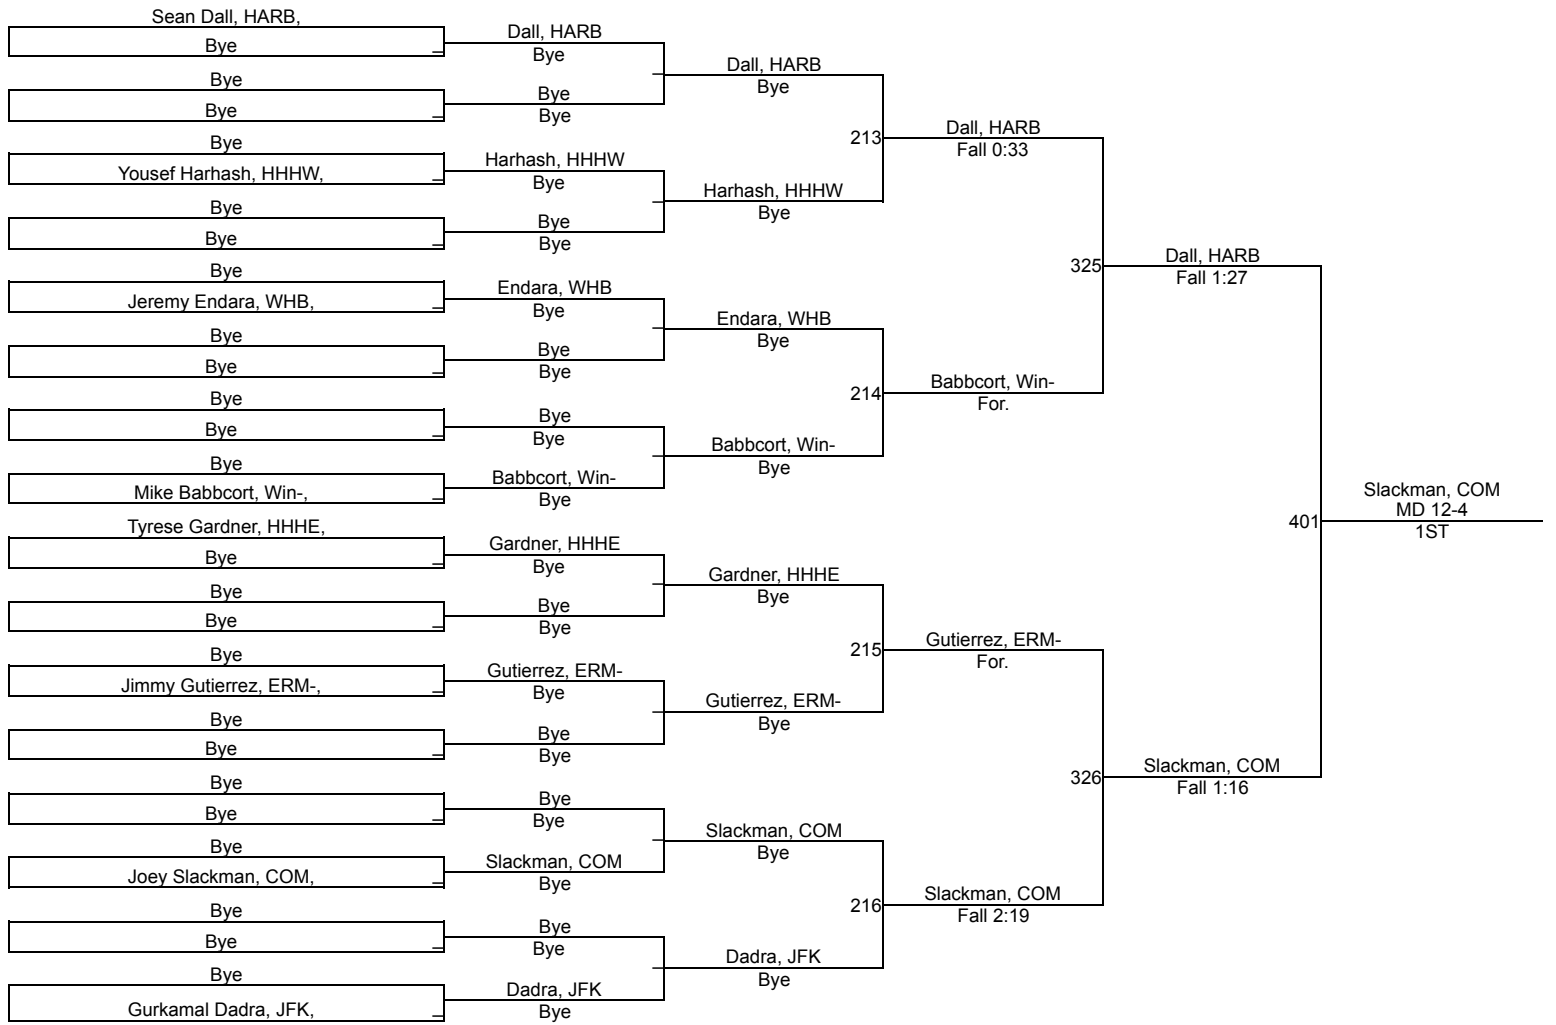 Sean Dall, HARB,
Bye
Bye
Bye
Bye
Yousef Harhash, HHHW,
Bye
Bye
Bye
Jeremy Endara, WHB,
Bye
Bye
Bye
Bye
Bye
Mike Babbcort, Win-,
Tyrese Gardner, HHHE,
Bye
Bye
Bye
Bye
Jimmy Gutierrez, ERM-,
Bye
Bye
Bye
Bye
Bye
Joey Slackman, COM,
Bye
Bye
Bye
Gurkamal Dadra, JFK,
Dall, HARB
Bye
Bye
Bye
Harhash, HHHW
Bye
Bye
Bye
Endara, WHB
Bye
Bye
Bye
Bye
Bye
Babbcort, Win-
Bye
Gardner, HHHE
Bye
Bye
Bye
Gutierrez, ERM-
Bye
Bye
Bye
Bye
Bye
Slackman, COM
Bye
Bye
Bye
Dadra, JFK
Bye
Dall, HARB
Bye
213
Harhash, HHHW
Bye
Endara, WHB
Bye
214
Babbcort, Win-
Bye
Gardner, HHHE
Bye
215
Gutierrez, ERM-
Bye
Slackman, COM
Bye
216
Dadra, JFK
Bye
Dall, HARB
Fall 0:33
325
Babbcort, Win-
For.
Gutierrez, ERM-
For.
326
Slackman, COM
Fall 2:19
Dall, HARB
Fall 1:27
401
Slackman, COM
Fall 1:16
Slackman, COM
MD 12-4
1ST